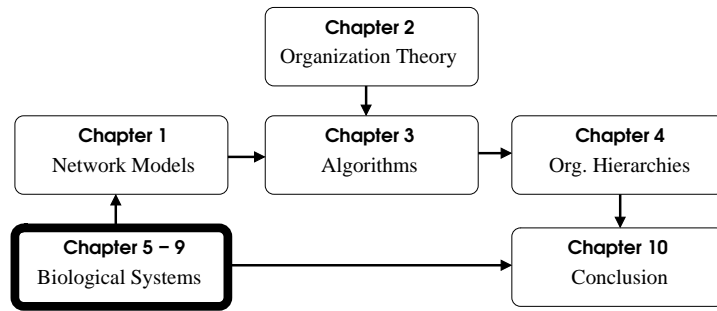 Chapter 2
Organization Theory
Chapter 1
Network Models
Chapter 3
Algorithms
Chapter 4
Org. Hierarchies
Chapter 5 – 9
Biological Systems
Chapter 10
Conclusion